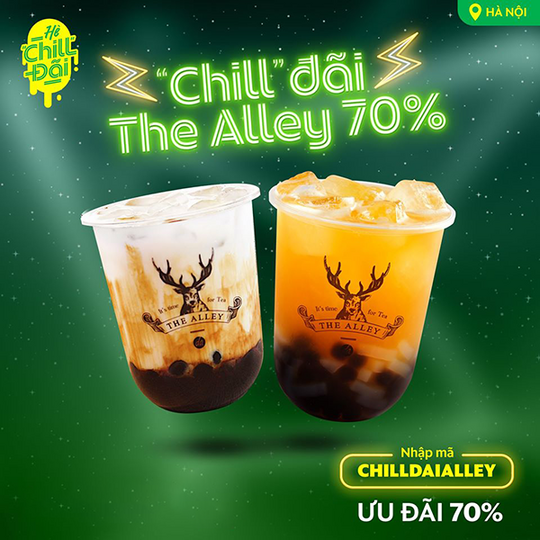 Hè
Chill
Đãi
HÀ NỘI
"Chill" đãi
The Alley 70%
It's time for Tea
THE ALLEY
It's time for Tea
THE ALLEY
Nhập mã
CHILLDAIALLEY
ƯU ĐÃI 70%